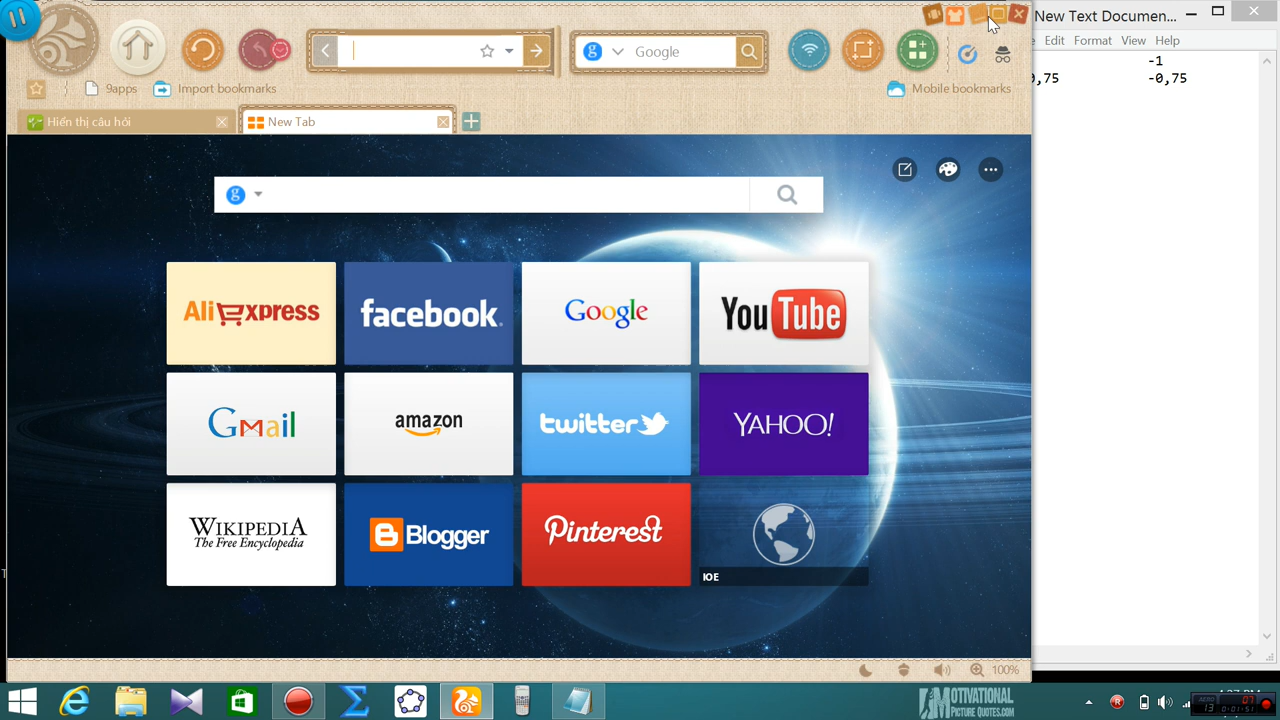 New Text Documen...
Google
Edit Format View Help
-1
0,75 -0,75
9apps
Import bookmarks
Mobile bookmarks
Hiển thị câu hỏi
New Tab
AliExpress
facebook.
Google
YouTube
Gmail
amazon
twitter
YAHOO!
WIKIPEDIA
The Free Encyclopedia
Blogger
Pinterest
IOE
100%
MOTIVATIONAL
PICTURE QUOTES.COM